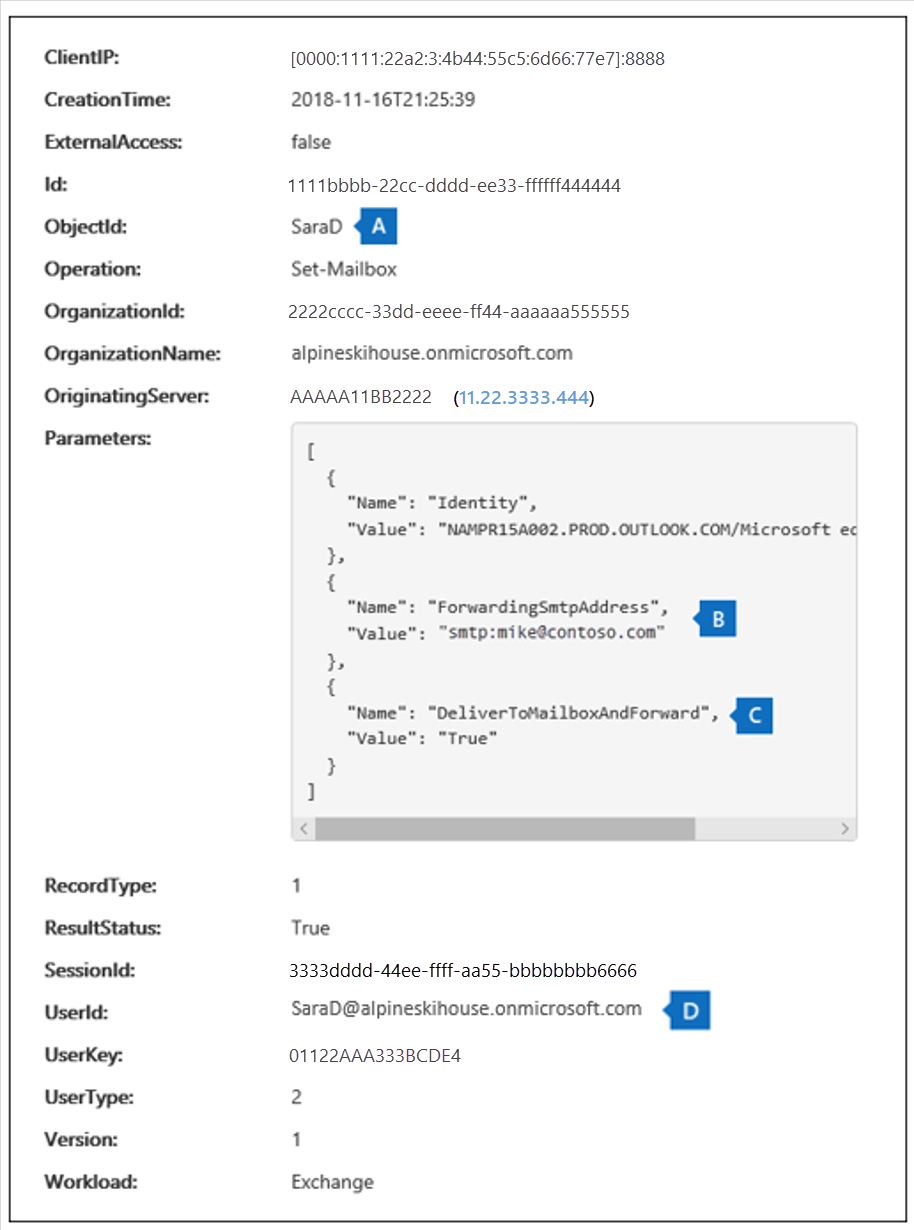 ClientIP: [0000:1111:22a2:3:4b44:55c5:6d66:77e7]:8888
CreationTime: 2018-11-16T21:25:39
ExternalAccess: false
Id: 1111bbbb-22cc-dddd-ee33-ffffff444444
ObjectId: SaraD A
Operation: Set-Mailbox
OrganizationId: 2222cccc-33dd-eeee-ff44-aaaaaa555555
OrganizationName: alpineskihouse.onmicrosoft.com
OriginatingServer: AAAAA11BB2222 (11.22.3333.444)
Parameters:
[
{
"Name": "Identity",
"Value": "NAMPR15A002.PROD.OUTLOOK.COM/Microsoft
},
{
"Name": "ForwardingSmtpAddress", B
"Value": "smtp:mike@contoso.com"
},
{
"Name": "DeliverToMailboxAndForward", C
"Value": "True"
}
]
RecordType: 1
ResultStatus: True
SessionId: 3333dddd-44ee-ffff-aa55-bbbbbbbb6666
UserId: SaraD@alpineskihouse.onmicrosoft.com D
UserKey: 01122AAA333BCDE4
UserType: 2
Version: 1
Workload: Exchange